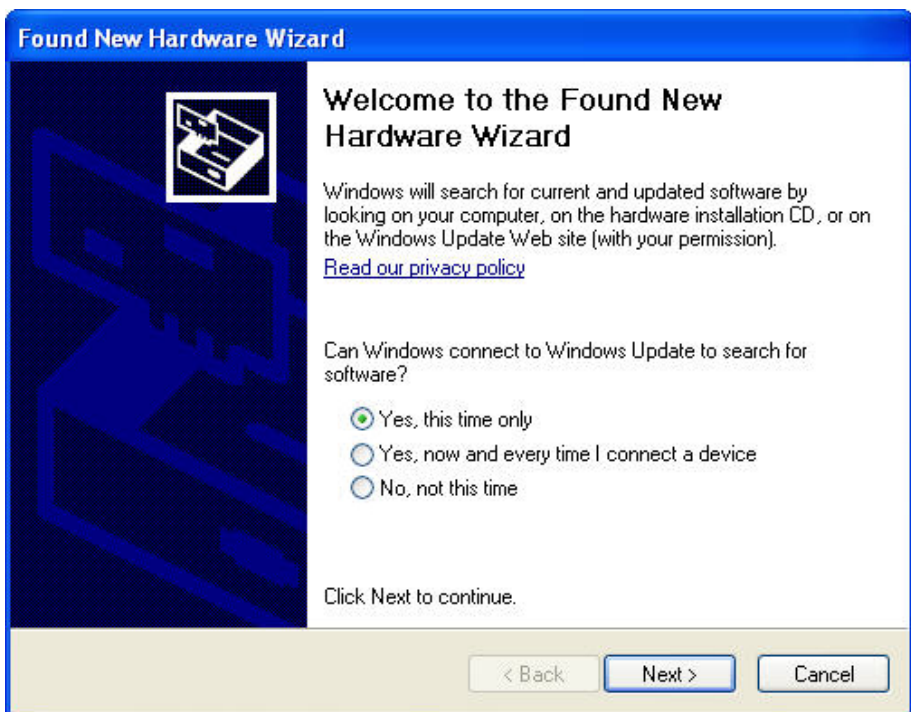 Found New Hardware Wizard
Welcome to the Found New
Hardware Wizard
Windows will search for current and updated software by
looking on your computer, on the hardware installation CD, or on
the Windows Update Web site (with your permission).
Read our privacy policy
Can Windows connect to Windows Update to search for
software?
Yes, this time only
Yes, now and every time I connect a device
No, not this time
Click Next to continue.
< Back
Next >
Cancel